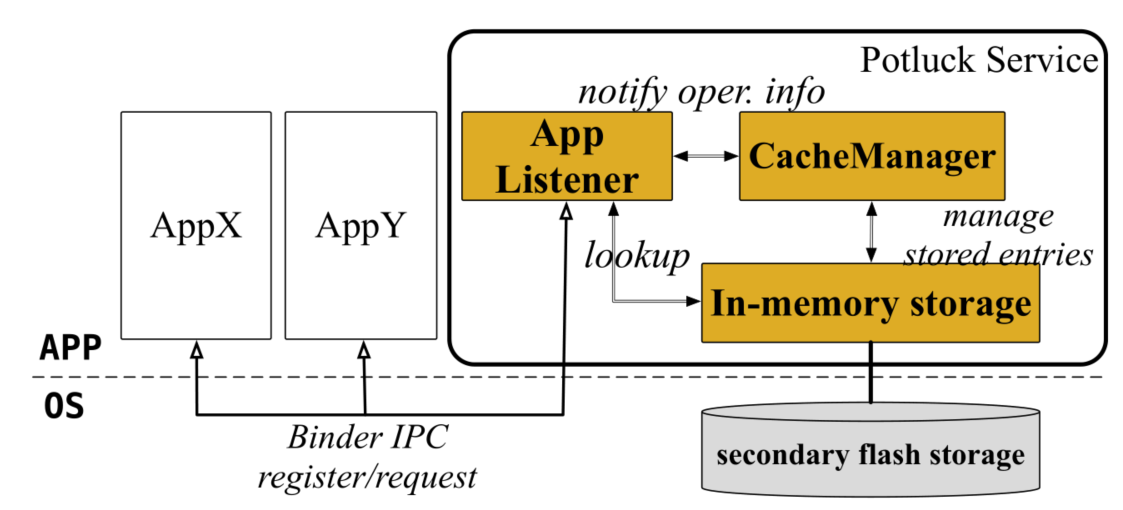 Potluck Service
notify oper. info
App
Listener
CacheManager
AppX
AppY
manage
stored entries
lookup
In-memory storage
APP
OS
Binder IPC
register/request
secondary flash storage